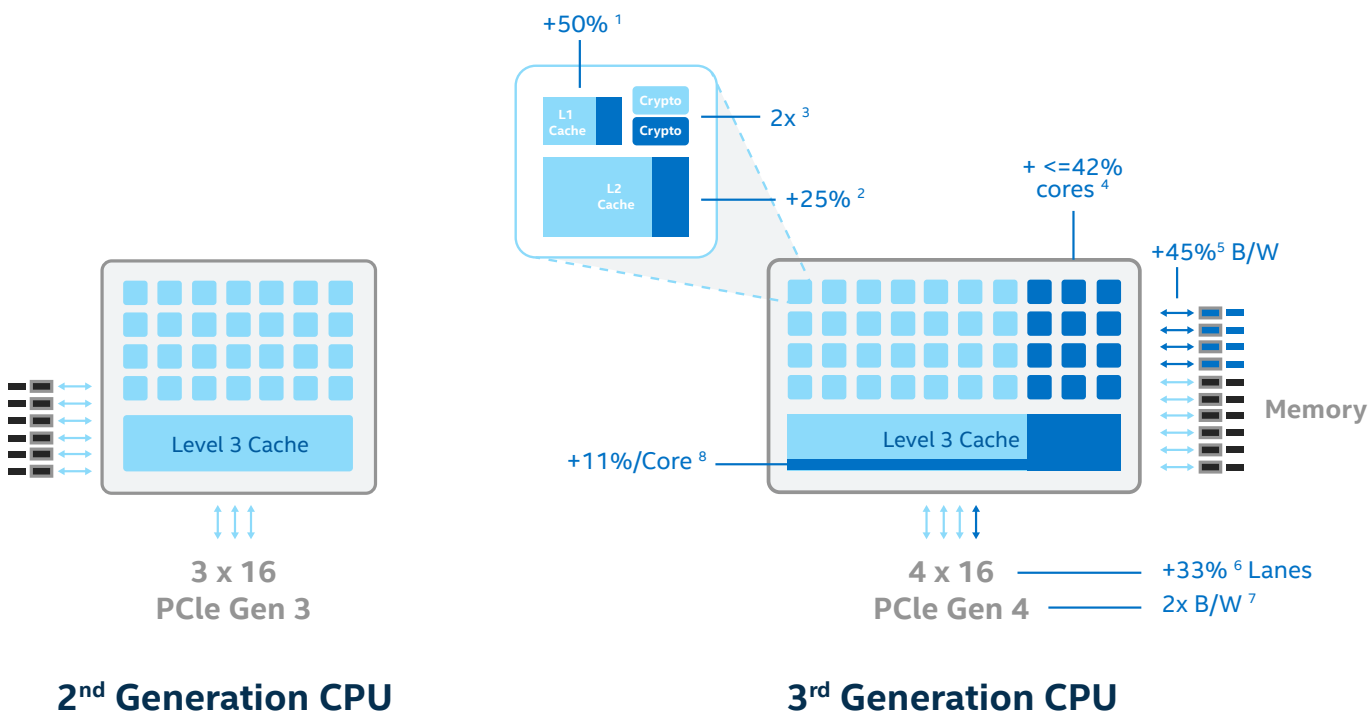 +50% 1
L1
Cache
Crypto
Crypto
2x 3
L2
Cache
+25% 2
+ <=42%
cores 4
+45%5 B/W
Level 3 Cache
Level 3 Cache
+11%/Core 8
Memory
3 x 16
PCle Gen 3
4 x 16
PCle Gen 4
+33% 6 Lanes
2x B/W 7
2nd Generation CPU
3rd Generation CPU